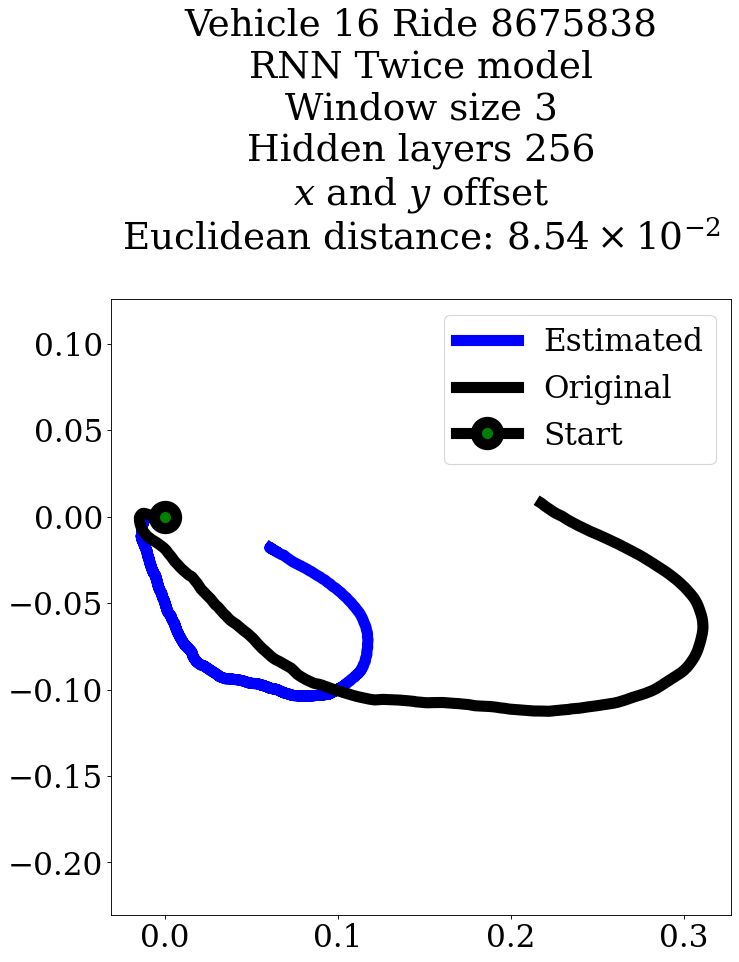 Vehicle 16 Ride 8675838
RNN Twice model
Window size 3
Hidden layers 256
x and y offset
Euclidean distance: 8.54 × 10⁻²
Estimated
Original
Start
0.10
0.05
0.00
−0.05
−0.10
−0.15
−0.20
0.0 0.1 0.2 0.3